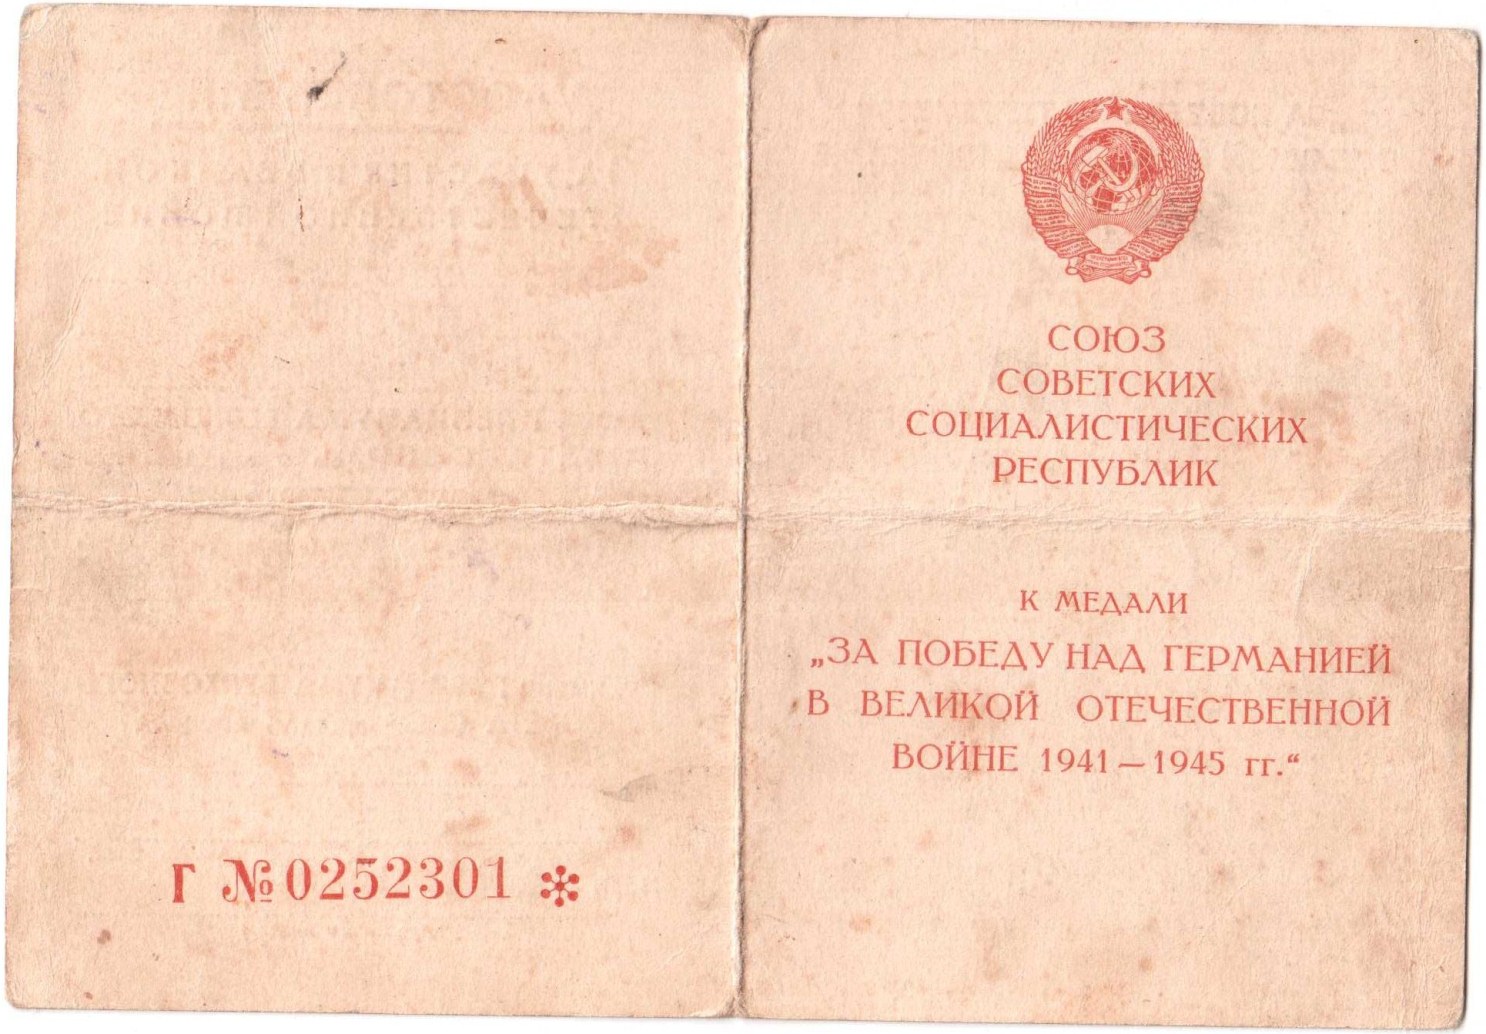 Г №0252301
СОЮЗ
СОВЕТСКИХ
СОЦИАЛИСТИЧЕСКИХ
РЕСПУБЛИК
К МЕДАЛИ
„ЗА ПОБЕДУ НАД ГЕРМАНИЕЙ
В ВЕЛИКОЙ ОТЕЧЕСТВЕННОЙ
ВОЙНЕ 1941—1945 гг.“